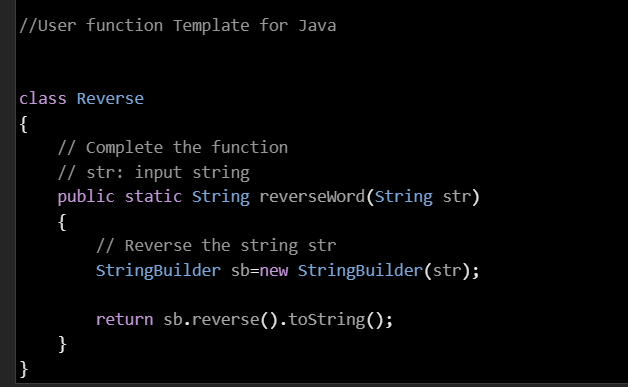 //User function Template for Java
class Reverse
{
// Complete the function
// str: input string
public static String reverseWord(String str)
{
// Reverse the string str
StringBuilder sb=new StringBuilder(str);
return sb.reverse().toString();
}
}